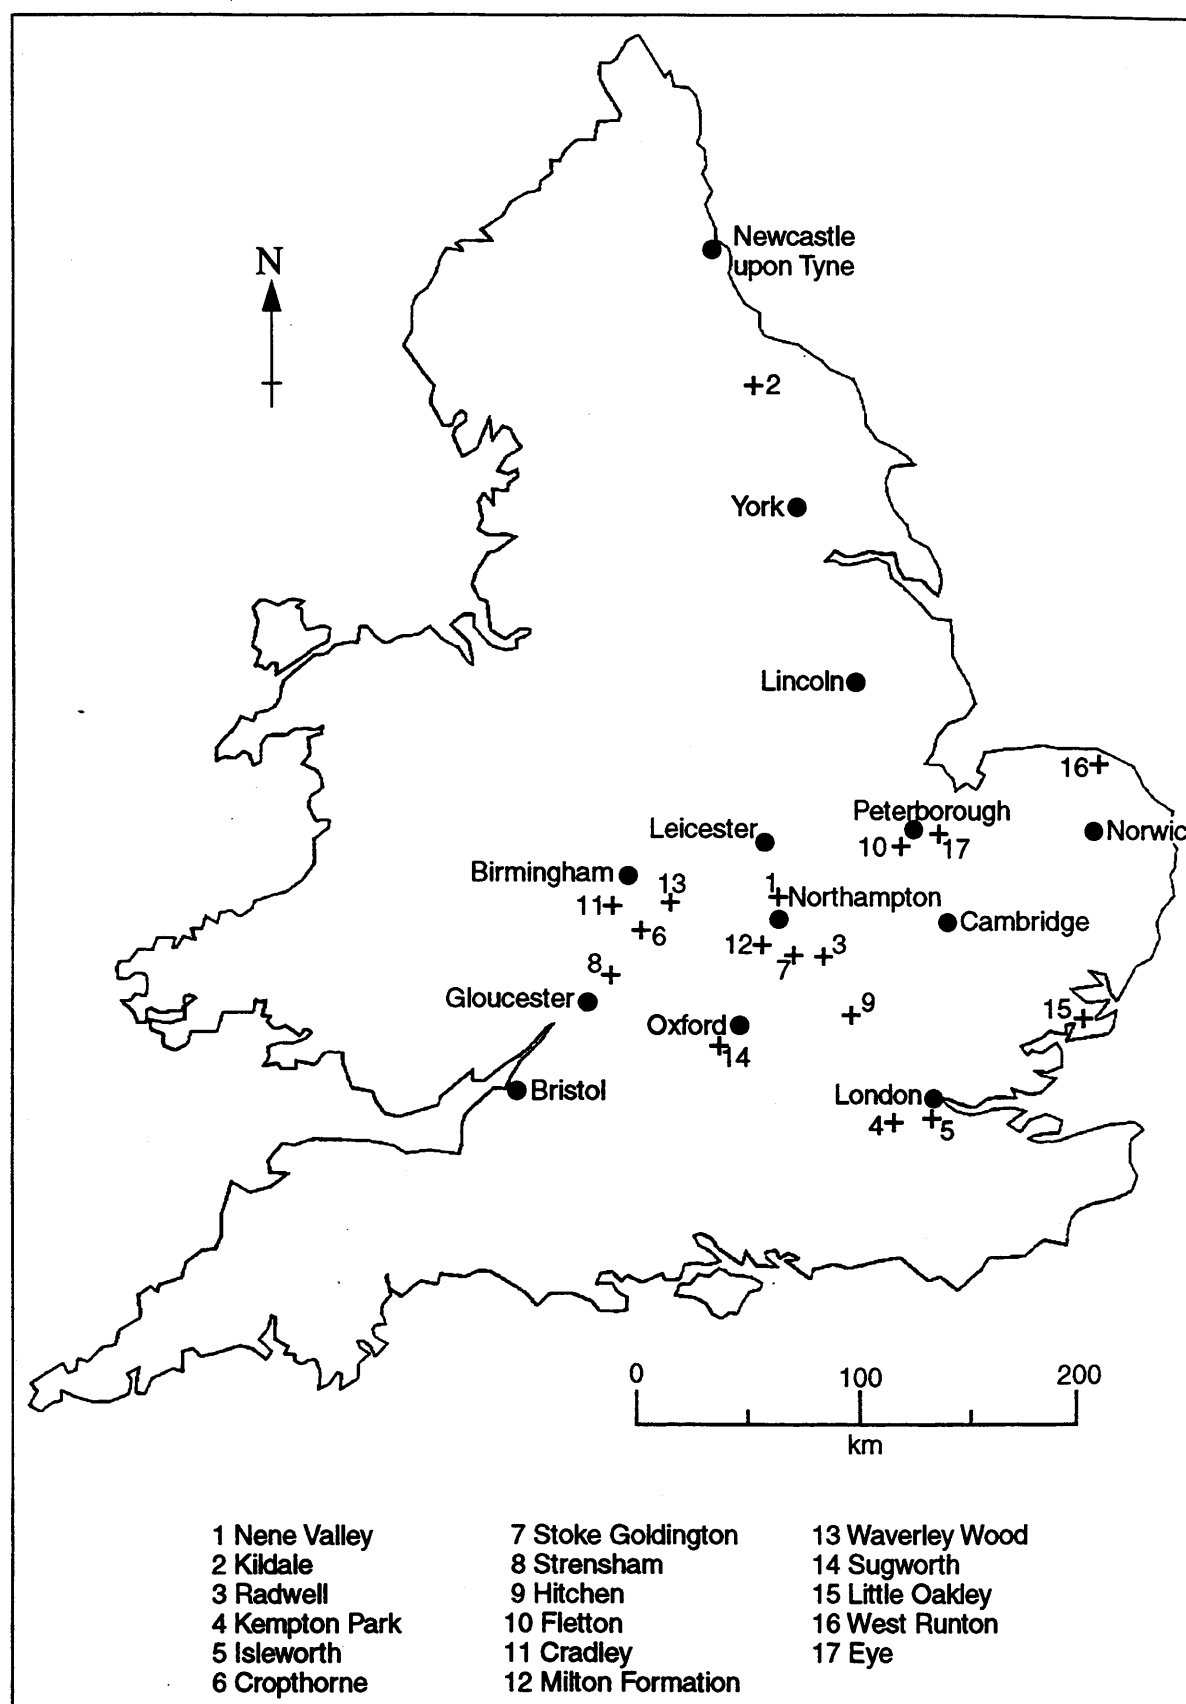 N
Newcastle
upon Tyne
2
York
Lincoln
16
Peterborough
Leicester
10
17
Norwic
Birmingham
13
1
Northampton
11
Cambridge
6
12
7
3
8
Gloucester
9
15
Oxford
14
Bristol
London
4
5
0 100 200
km
1 Nene Valley
2 Kildale
3 Radwell
4 Kempton Park
5 Isleworth
6 Cropthorne
7 Stoke Goldington
8 Strensham
9 Hitchen
10 Fletton
11 Cradley
12 Milton Formation
13 Waverley Wood
14 Sugworth
15 Little Oakley
16 West Runton
17 Eye